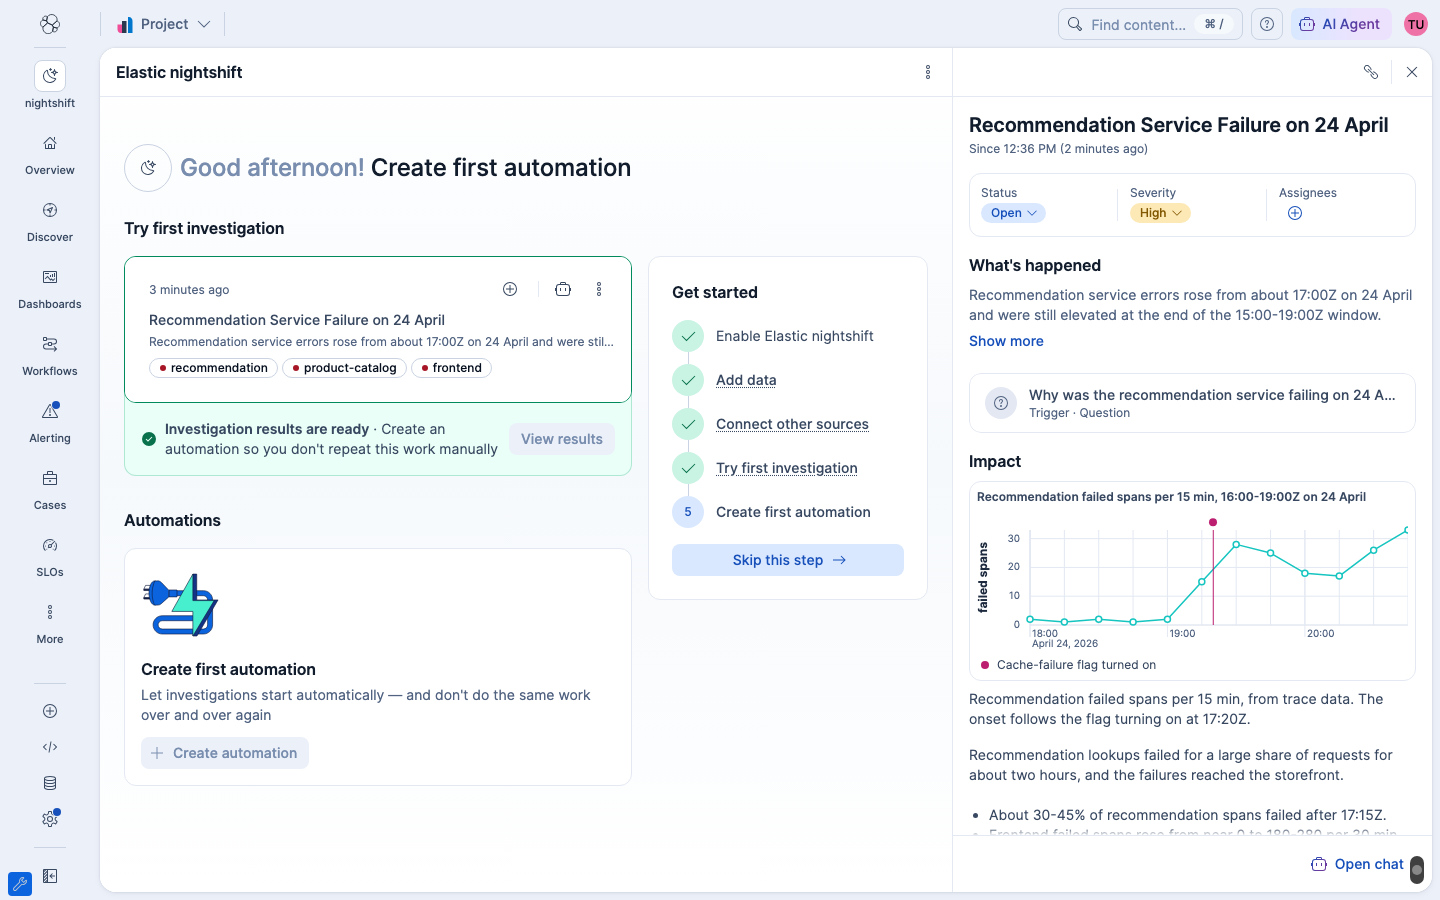 Project
Find content...
⌘ /
AI Agent
TU
nightshift
Overview
Discover
Dashboards
Workflows
Alerting
Cases
SLOs
More
Elastic nightshift
Good afternoon! Create first automation
Try first investigation
3 minutes ago
Recommendation Service Failure on 24 April
Recommendation service errors rose from about 17:00Z on 24 April and were stil...
recommendation
product-catalog
frontend
Investigation results are ready · Create an
automation so you don't repeat this work manually
View results
Get started
Enable Elastic nightshift
Add data
Connect other sources
Try first investigation
5
Create first automation
Skip this step
Automations
Create first automation
Let investigations start automatically — and don't do the same work
over and over again
Create automation
Recommendation Service Failure on 24 April
Since 12:36 PM (2 minutes ago)
Status
Open
Severity
High
Assignees
What's happened
Recommendation service errors rose from about 17:00Z on 24 April
and were still elevated at the end of the 15:00-19:00Z window.
Show more
Why was the recommendation service failing on 24 A...
Trigger · Question
Impact
Recommendation failed spans per 15 min, 16:00-19:00Z on 24 April
failed spans
30
20
10
0
18:00
April 24, 2026
19:00
20:00
Cache-failure flag turned on
Recommendation failed spans per 15 min, from trace data. The
onset follows the flag turning on at 17:20Z.
Recommendation lookups failed for a large share of requests for
about two hours, and the failures reached the storefront.
About 30-45% of recommendation spans failed after 17:15Z.
Frontend failed spans rose from near 0 to 180-280 per 30 min
Open chat